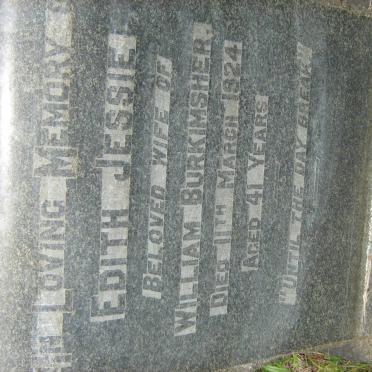 IN LOVING MEMORY
EDITH JESSIE
BELOVED WIFE OF
WILLIAM BURKIMSHER.
DIED 11TH MARCH 1924
AGED 41 YEARS
"UNTIL THE DAY BREAK.